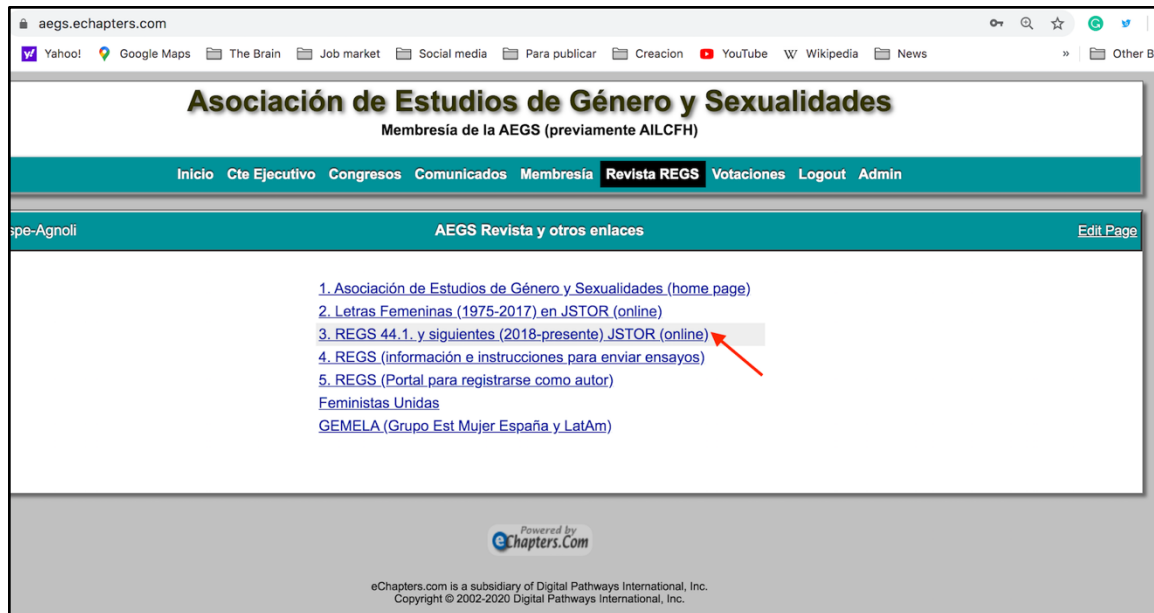 aegs.echapters.com
Yahoo! Google Maps The Brain Job market Social media Para publicar Creacion YouTube W Wikipedia News » Other B
Asociación de Estudios de Género y Sexualidades
Membresía de la AEGS (previamente AILCFH)
Inicio Cte Ejecutivo Congresos Comunicados Membresía Revista REGS Votaciones Logout Admin
spe-Agnoli AEGS Revista y otros enlaces Edit Page
1. Asociación de Estudios de Género y Sexualidades (home page)
2. Letras Femeninas (1975-2017) en JSTOR (online)
3. REGS 44.1. y siguientes (2018-presente) JSTOR (online)
4. REGS (información e instrucciones para enviar ensayos)
5. REGS (Portal para registrarse como autor)
Feministas Unidas
GEMELA (Grupo Est Mujer España y LatAm)
Powered by
eChapters.Com
eChapters.com is a subsidiary of Digital Pathways International, Inc.
Copyright © 2002-2020 Digital Pathways International, Inc.